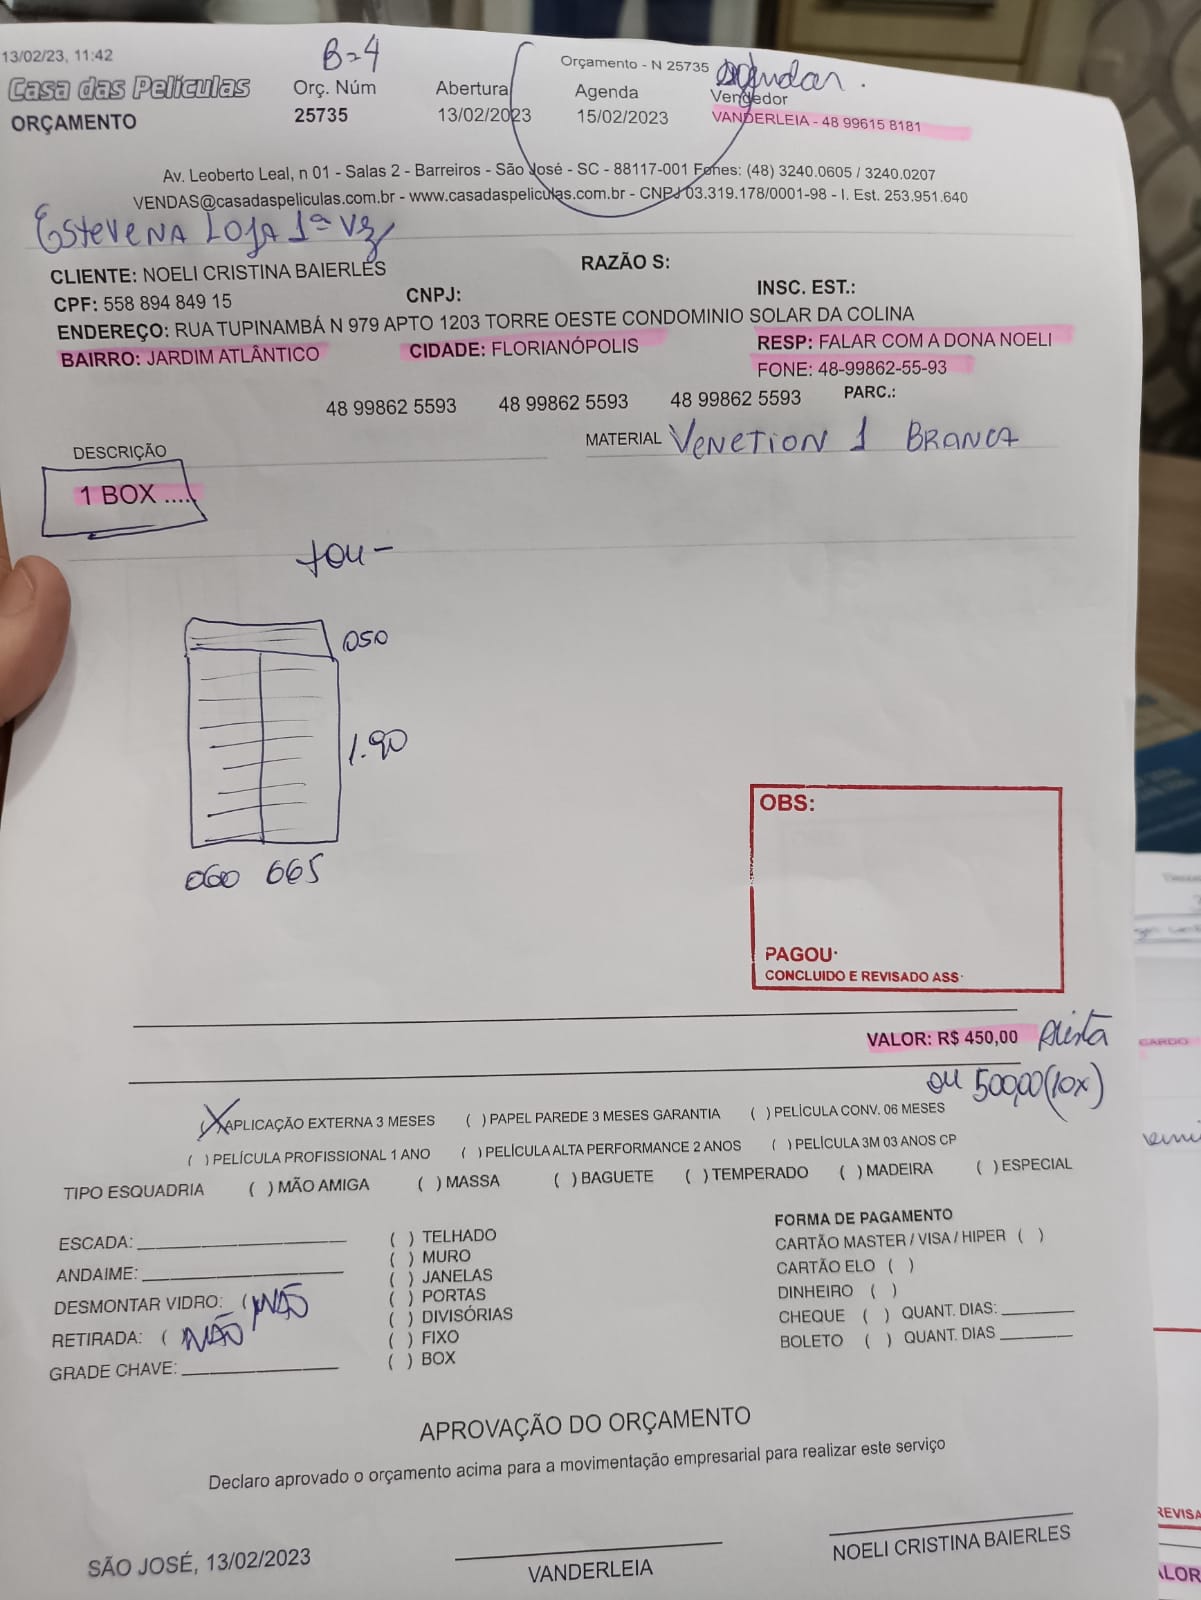 13/02/23, 11:42
B=4
Orçamento - N 25735
Agendar.
Casa das Películas
Orç. Núm
Abertura
Agenda
Vendedor
ORÇAMENTO
25735
13/02/2023
15/02/2023
VANDERLEIA - 48 99615 8181
Av. Leoberto Leal, n 01 - Salas 2 - Barreiros - São José - SC - 88117-001 Fones: (48) 3240.0605 / 3240.0207
VENDAS@casadaspeliculas.com.br - www.casadaspeliculas.com.br - CNPJ 03.319.178/0001-98 - I. Est. 253.951.640
ESTEVE NA LOJA 1ª VZ
CLIENTE: NOELI CRISTINA BAIERLES
RAZÃO S:
CPF: 558 894 849 15
CNPJ:
INSC. EST.:
ENDEREÇO: RUA TUPINAMBÁ N 979 APTO 1203 TORRE OESTE CONDOMINIO SOLAR DA COLINA
BAIRRO: JARDIM ATLÂNTICO
CIDADE: FLORIANÓPOLIS
RESP: FALAR COM A DONA NOELI
FONE: 48-99862-55-93
48 99862 5593 48 99862 5593 48 99862 5593
PARC.:
DESCRIÇÃO
MATERIAL VENETION 1 BRANCA
1 BOX .....
050
1.90
060 665
OBS:
PAGOU:
CONCLUIDO E REVISADO ASS:
VALOR: R$ 450,00 avista
ou 500,00 (10x)
(X) APLICAÇÃO EXTERNA 3 MESES ( ) PAPEL PAREDE 3 MESES GARANTIA ( ) PELÍCULA CONV. 06 MESES
( ) PELÍCULA PROFISSIONAL 1 ANO ( ) PELÍCULA ALTA PERFORMANCE 2 ANOS ( ) PELÍCULA 3M 03 ANOS CP
TIPO ESQUADRIA ( ) MÃO AMIGA ( ) MASSA ( ) BAGUETE ( ) TEMPERADO ( ) MADEIRA ( ) ESPECIAL
ESCADA:
ANDAIME:
DESMONTAR VIDRO: ( NÃO
RETIRADA: ( NÃO
GRADE CHAVE:
( ) TELHADO
( ) MURO
( ) JANELAS
( ) PORTAS
( ) DIVISÓRIAS
( ) FIXO
( ) BOX
FORMA DE PAGAMENTO
CARTÃO MASTER / VISA / HIPER ( )
CARTÃO ELO ( )
DINHEIRO ( )
CHEQUE ( ) QUANT. DIAS:
BOLETO ( ) QUANT. DIAS
APROVAÇÃO DO ORÇAMENTO
Declaro aprovado o orçamento acima para a movimentação empresarial para realizar este serviço
SÃO JOSÉ, 13/02/2023
VANDERLEIA
NOELI CRISTINA BAIERLES
CARDO
REVISA
ALOR